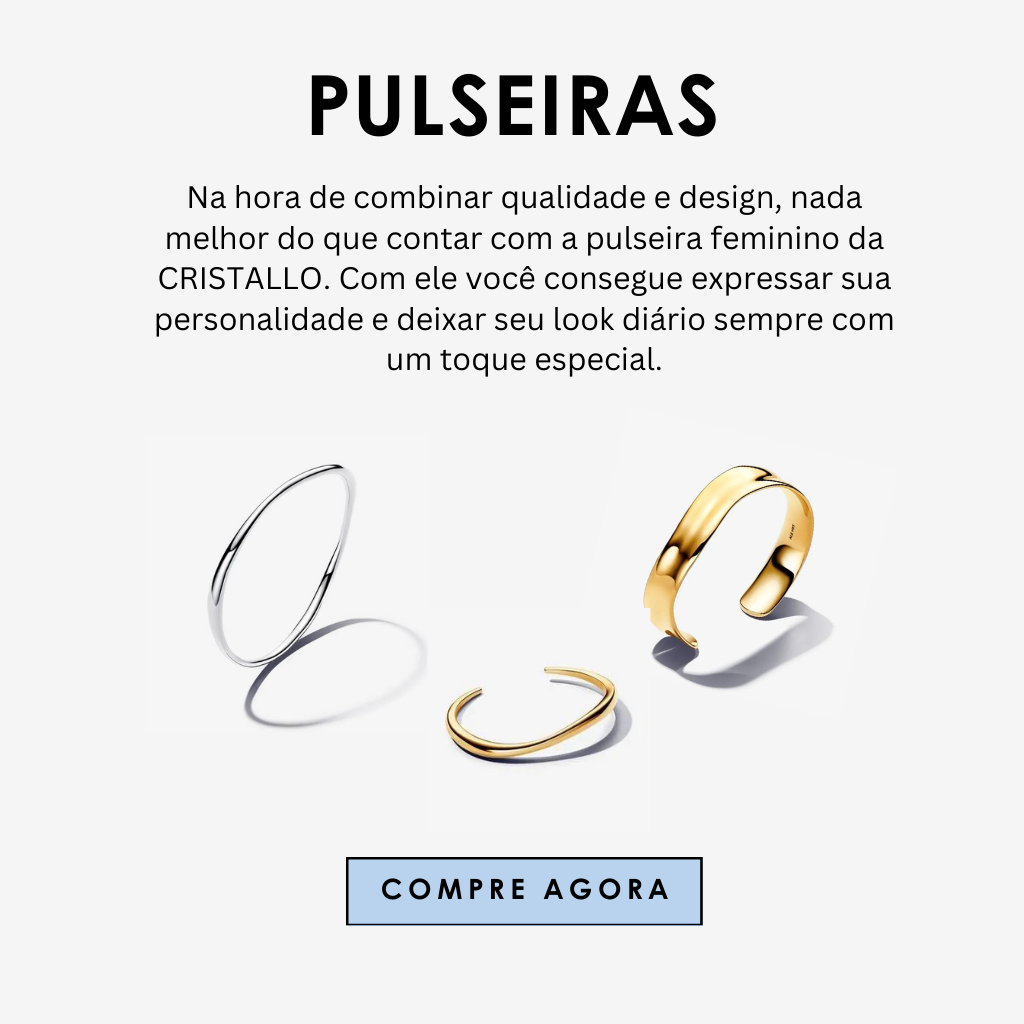 PULSEIRAS
Na hora de combinar qualidade e design, nada
melhor do que contar com a pulseira feminino da
CRISTALLO. Com ele você consegue expressar sua
personalidade e deixar seu look diário sempre com
um toque especial.
COMPRE AGORA